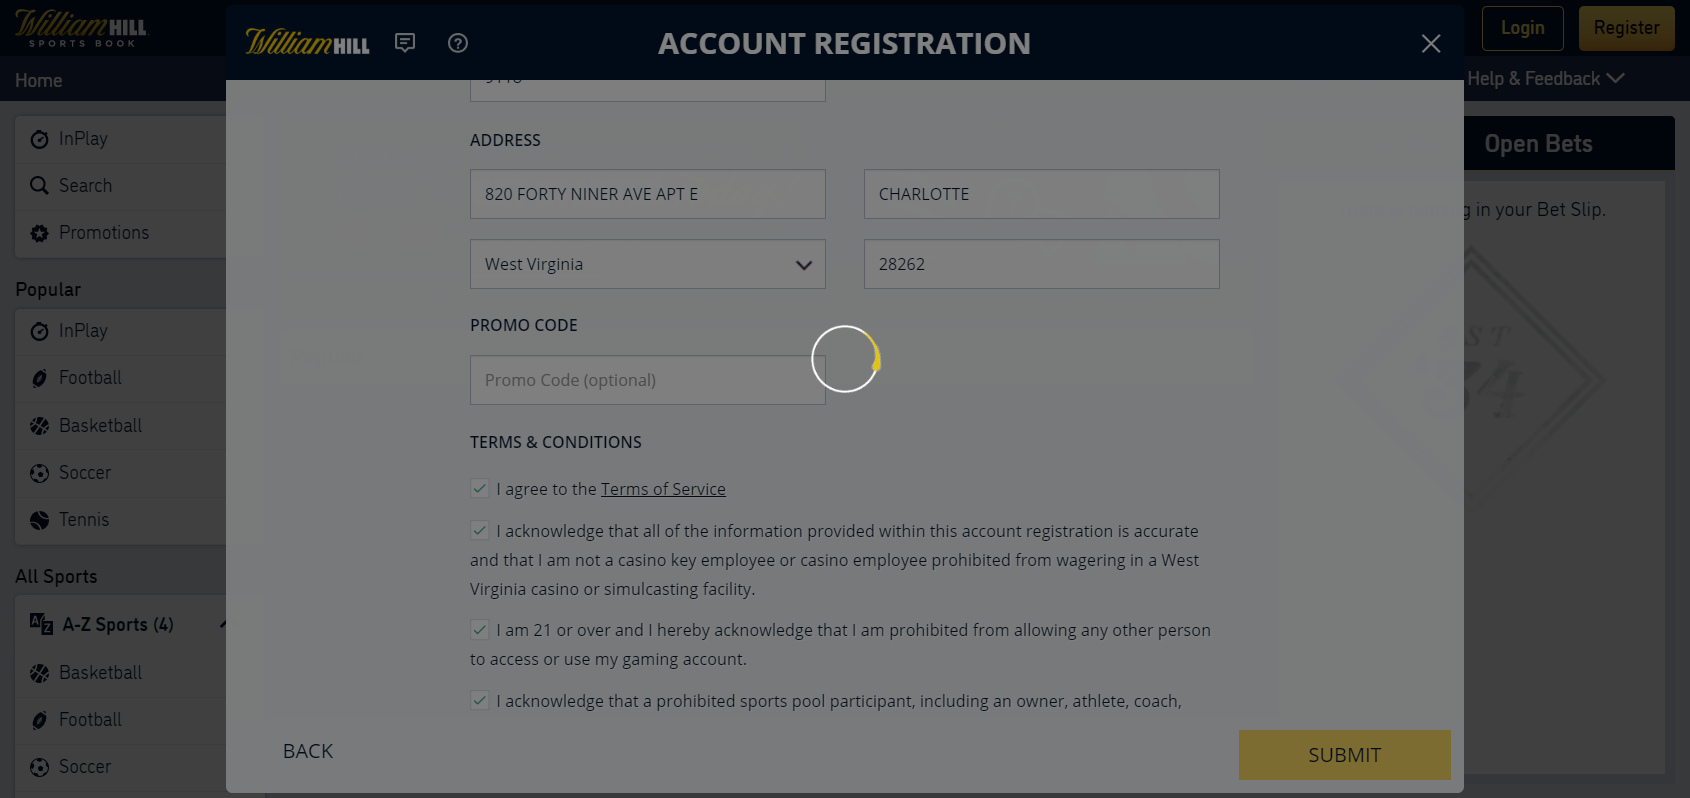 William HILL
SPORTS BOOK
Home
William HILL
ACCOUNT REGISTRATION
Login
Register
Help & Feedback
InPlay
Search
Promotions
Popular
InPlay
Football
Basketball
Soccer
Tennis
All Sports
A-Z Sports (4)
Basketball
Football
Soccer
ADDRESS
820 FORTY NINER AVE APT E
CHARLOTTE
West Virginia
28262
PROMO CODE
Promo Code (optional)
TERMS & CONDITIONS
I agree to the Terms of Service
I acknowledge that all of the information provided within this account registration is accurate
and that I am not a casino key employee or casino employee prohibited from wagering in a West
Virginia casino or simulcasting facility.
I am 21 or over and I hereby acknowledge that I am prohibited from allowing any other person
to access or use my gaming account.
I acknowledge that a prohibited sports pool participant, including an owner, athlete, coach,
BACK
SUBMIT
Open Bets
in your Bet Slip.